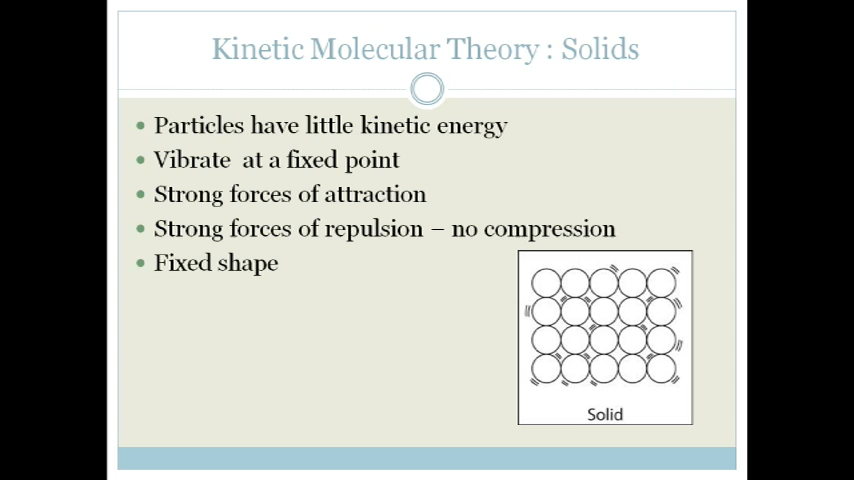 Kinetic Molecular Theory : Solids
Particles have little kinetic energy
Vibrate at a fixed point
Strong forces of attraction
Strong forces of repulsion – no compression
Fixed shape
Solid